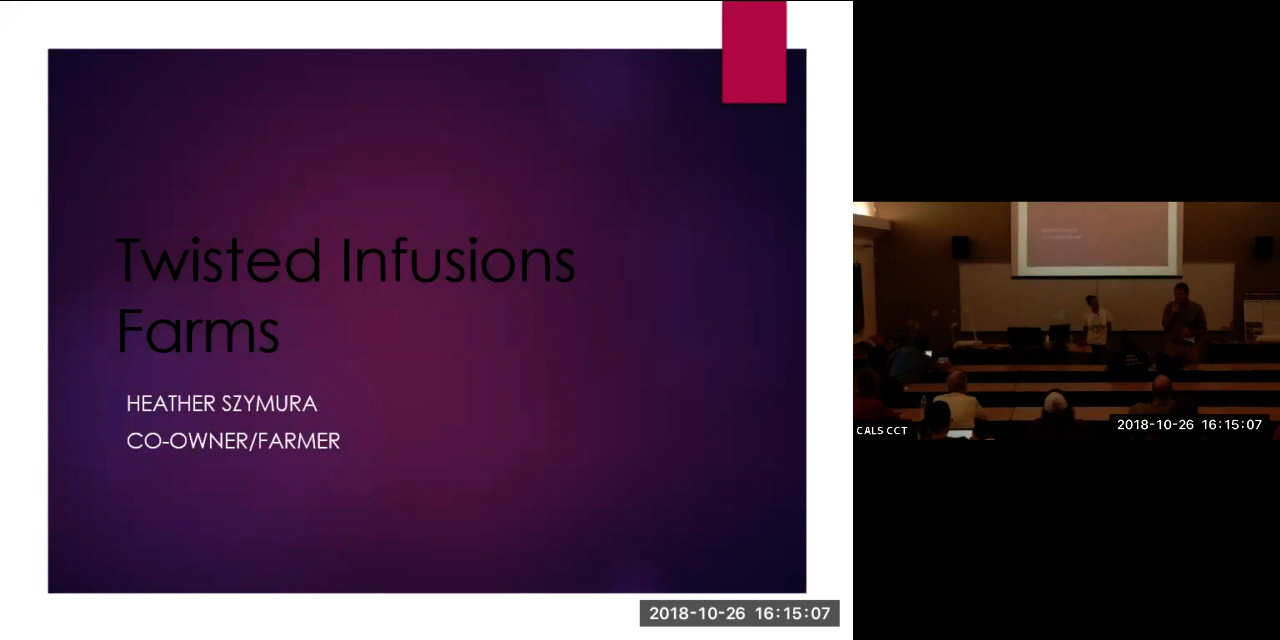 Twisted Infusions
Farms
HEATHER SZYMURA
CO-OWNER/FARMER
2018-10-26 16:15:07
CALS CCT
2018-10-26 16:15:07